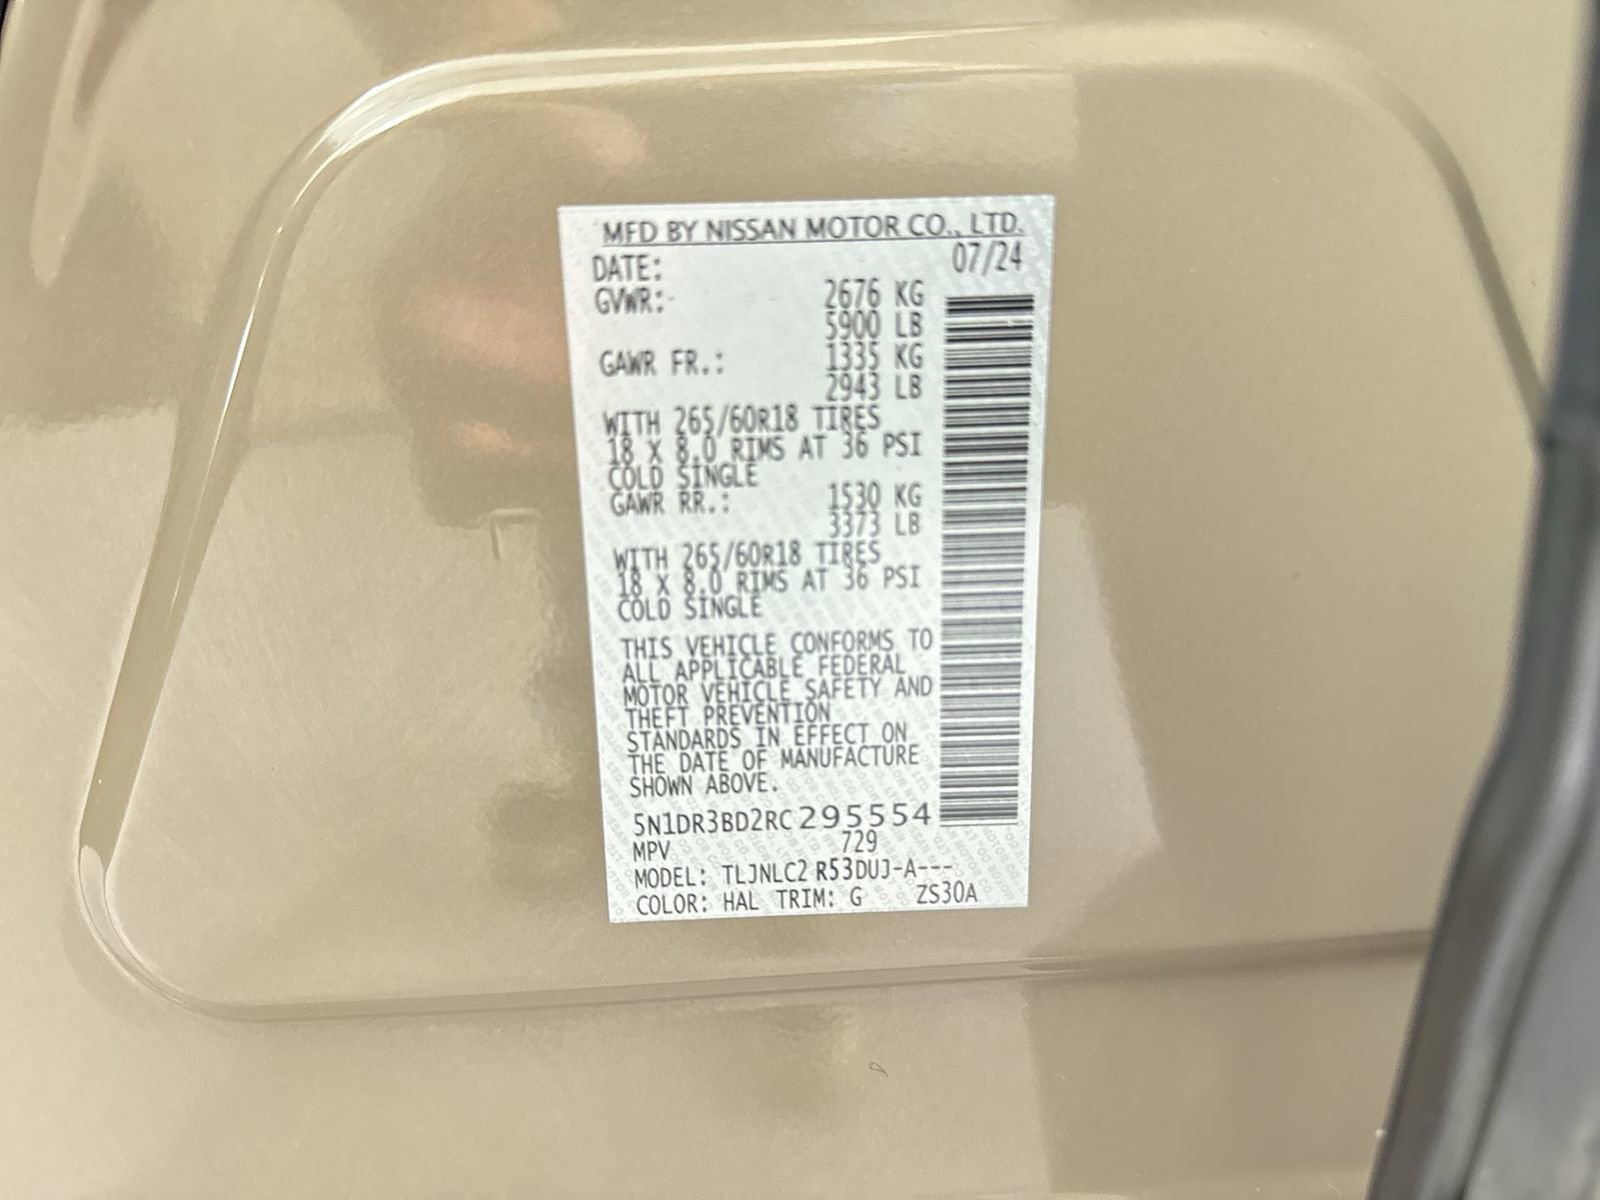 MFD BY NISSAN MOTOR CO., LTD.
DATE: 07/24
GVWR: 2676 KG
5900 LB
GAWR FR.: 1335 KG
2943 LB
WITH 265/60R18 TIRES
18 X 8.0 RIMS AT 36 PSI
COLD SINGLE
GAWR RR.: 1530 KG
3373 LB
WITH 265/60R18 TIRES
18 X 8.0 RIMS AT 36 PSI
COLD SINGLE
THIS VEHICLE CONFORMS TO
ALL APPLICABLE FEDERAL
MOTOR VEHICLE SAFETY AND
THEFT PREVENTION
STANDARDS IN EFFECT ON
THE DATE OF MANUFACTURE
SHOWN ABOVE.
5N1DR3BD2RC295554
MPV 729
MODEL: TLJNLC2 R53DUJ-A---
COLOR: HAL TRIM: G ZS30A